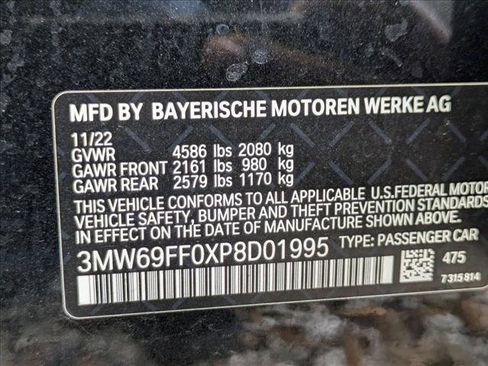 MFD BY BAYERISCHE MOTOREN WERKE AG
11/22
GVWR 4586 lbs 2080 kg
GAWR FRONT 2161 lbs 980 kg
GAWR REAR 2579 lbs 1170 kg
THIS VEHICLE CONFORMS TO ALL APPLICABLE U.S.FEDERAL MOTOR
VEHICLE SAFETY, BUMPER, AND THEFT PREVENTION STANDARDS
IN EFFECT ON THE DATE OF MANUFACTURE SHOWN ABOVE.
3MW69FF0XP8D01995 TYPE: PASSENGER CAR
475
7315814